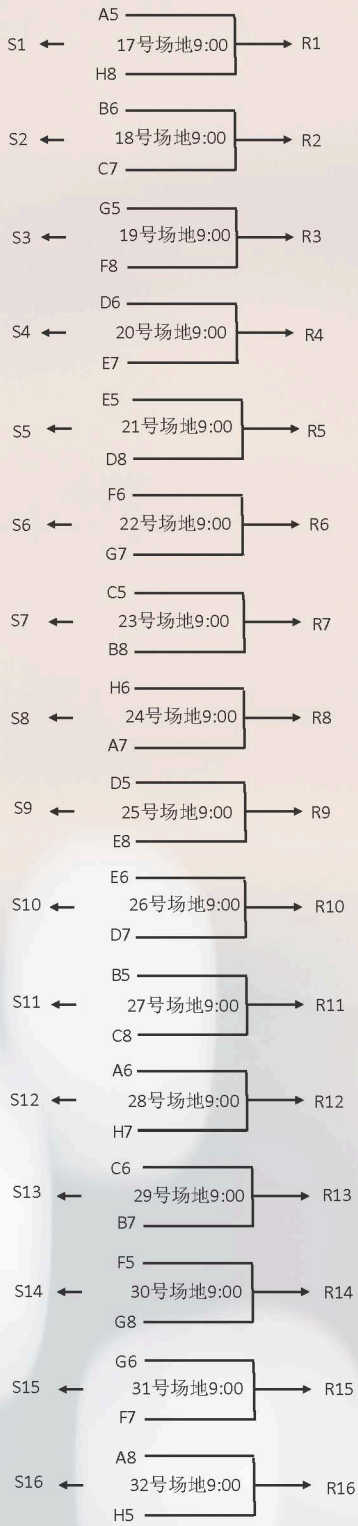 A5
S1 17号场地9:00 R1
H8
B6
S2 18号场地9:00 R2
C7
G5
S3 19号场地9:00 R3
F8
D6
S4 20号场地9:00 R4
E7
E5
S5 21号场地9:00 R5
D8
F6
S6 22号场地9:00 R6
G7
C5
S7 23号场地9:00 R7
B8
H6
S8 24号场地9:00 R8
A7
D5
S9 25号场地9:00 R9
E8
E6
S10 26号场地9:00 R10
D7
B5
S11 27号场地9:00 R11
C8
A6
S12 28号场地9:00 R12
H7
C6
S13 29号场地9:00 R13
B7
F5
S14 30号场地9:00 R14
G8
G6
S15 31号场地9:00 R15
F7
A8
S16 32号场地9:00 R16
H5